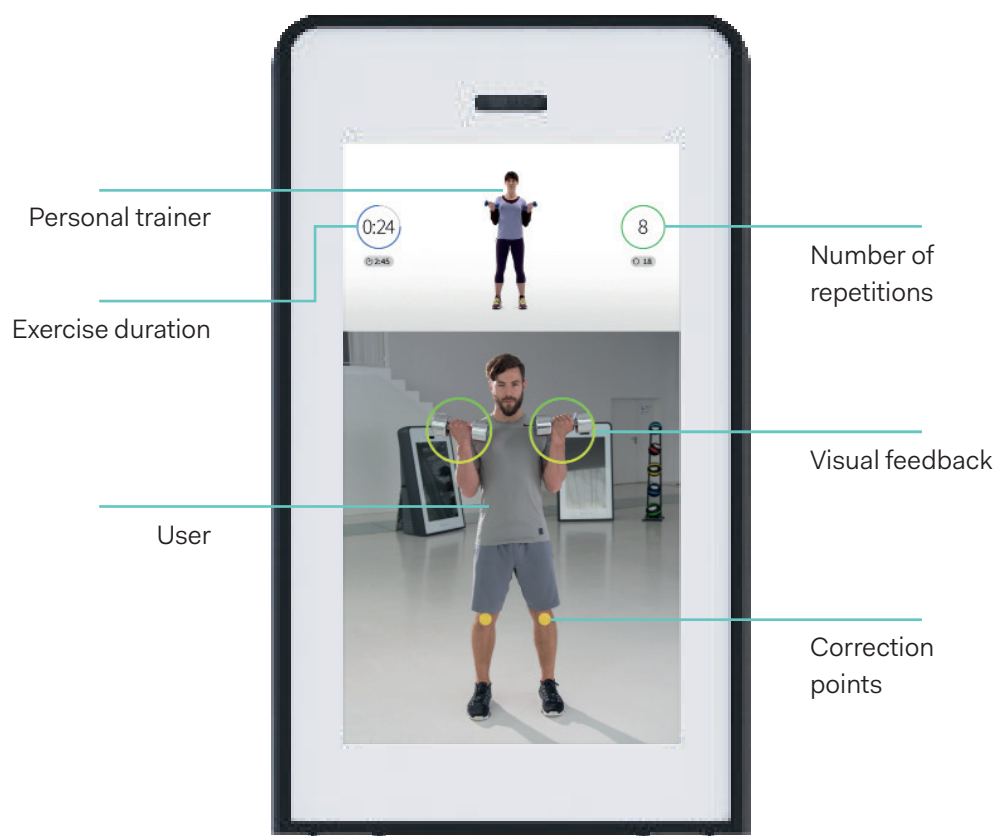 Personal trainer
0:24
2:45
8
18
Number of
repetitions
Exercise duration
Visual feedback
User
Correction
points